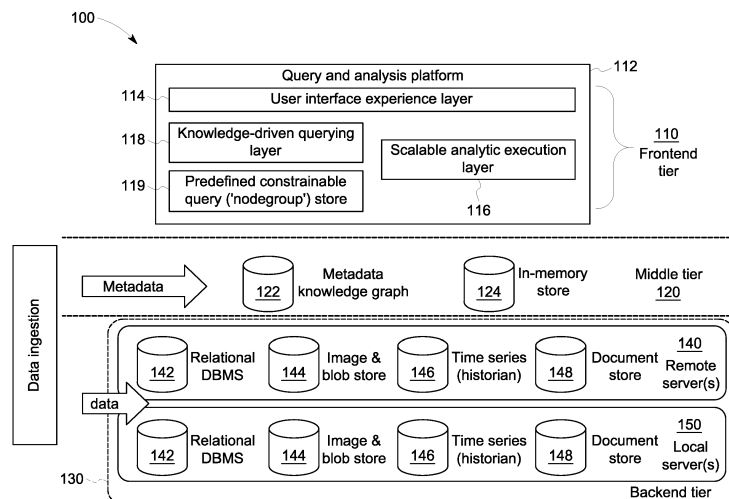 100
112
Query and analysis platform
114
User interface experience layer
118
Knowledge-driven querying
layer
Scalable analytic execution
layer
110
Frontend
tier
119
Predefined constrainable
query ('nodegroup') store
116
Data ingestion
Metadata
122
Metadata
knowledge graph
124
In-memory
store
Middle tier
120
data
142
Relational
DBMS
144
Image &
blob store
146
Time series
(historian)
148
Document
store
140
Remote
server(s)
142
Relational
DBMS
144
Image &
blob store
146
Time series
(historian)
148
Document
store
150
Local
server(s)
130
Backend tier